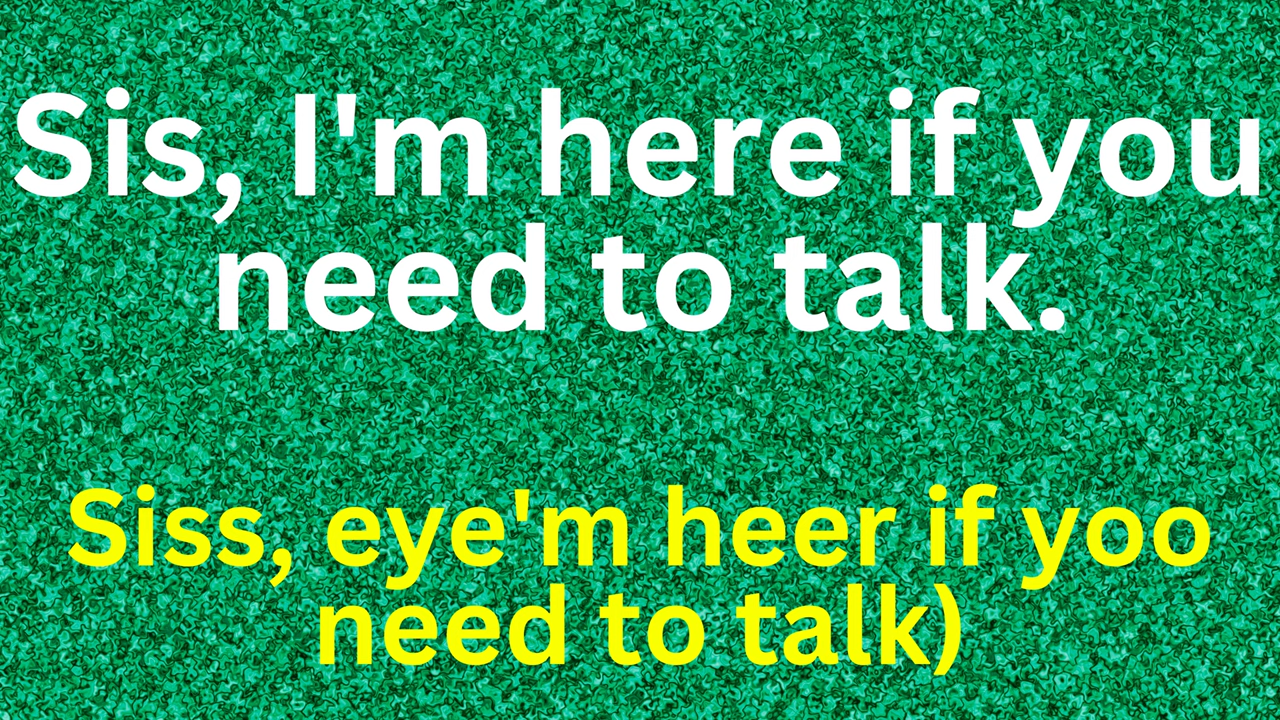 Sis, I'm here if you
need to talk.
Siss, eye'm heer if yoo
need to talk)